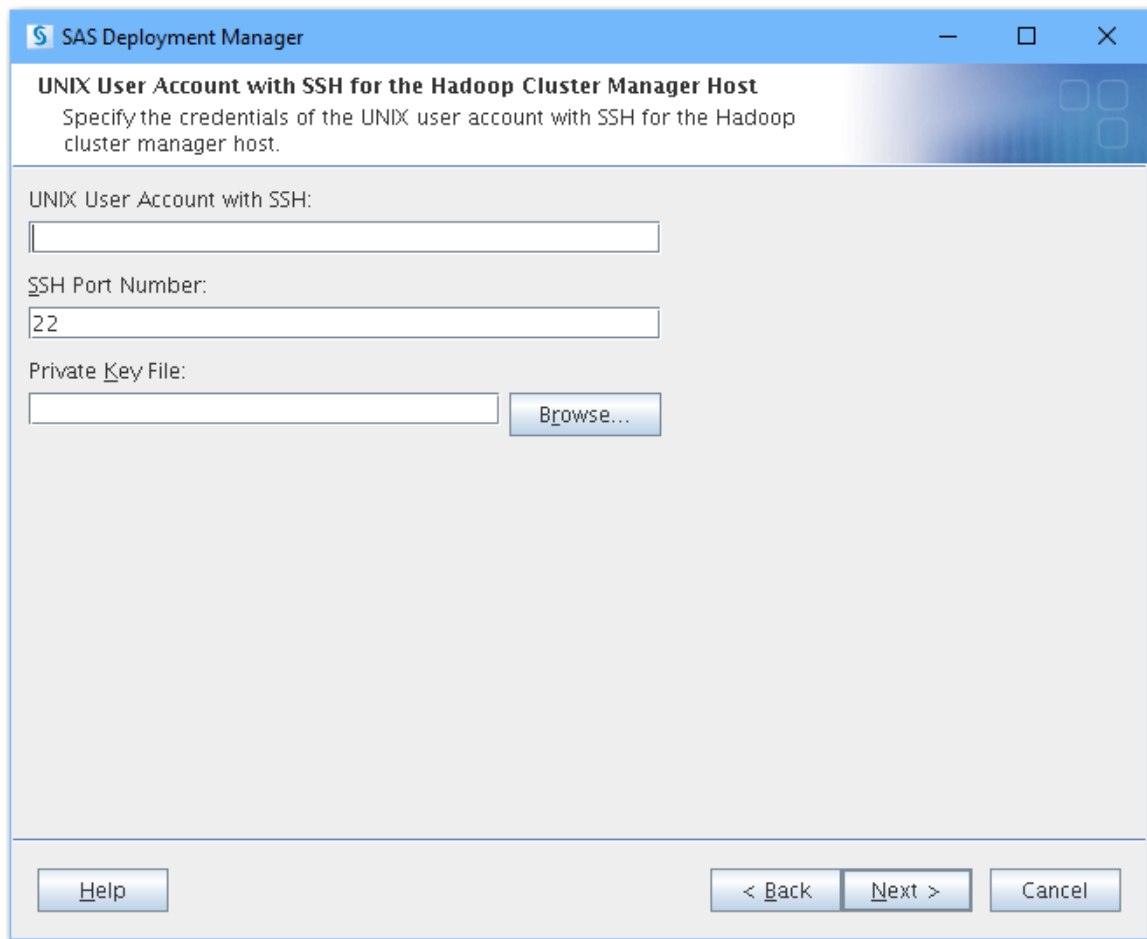 SAS Deployment Manager
UNIX User Account with SSH for the Hadoop Cluster Manager Host
Specify the credentials of the UNIX user account with SSH for the Hadoop
cluster manager host.
UNIX User Account with SSH:
SSH Port Number:
22
Private Key File:
Browse...
Help
< Back
Next >
Cancel